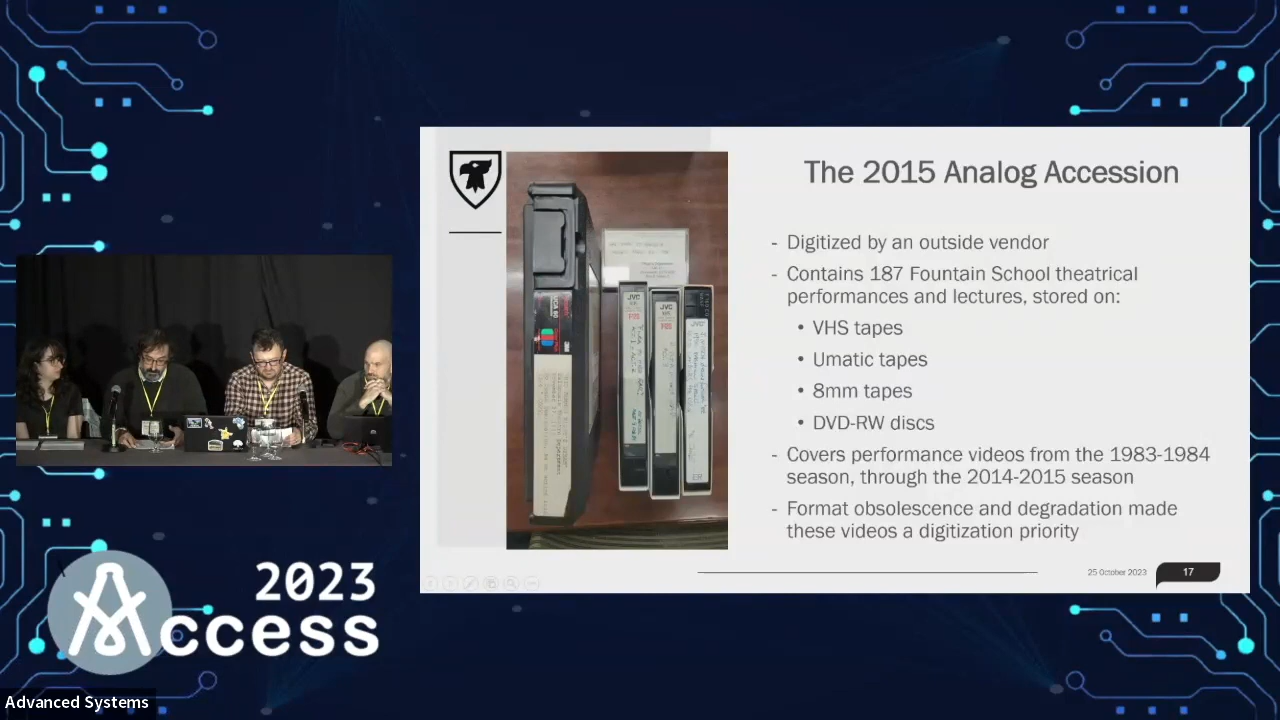 The 2015 Analog Accession
- Digitized by an outside vendor
- Contains 187 Fountain School theatrical
performances and lectures, stored on:
• VHS tapes
• Umatic tapes
• 8mm tapes
• DVD-RW discs
- Covers performance videos from the 1983-1984
season, through the 2014-2015 season
- Format obsolescence and degradation made
these videos a digitization priority
25 October 2023
17
JVC
JVC
2023
Access
Advanced Systems